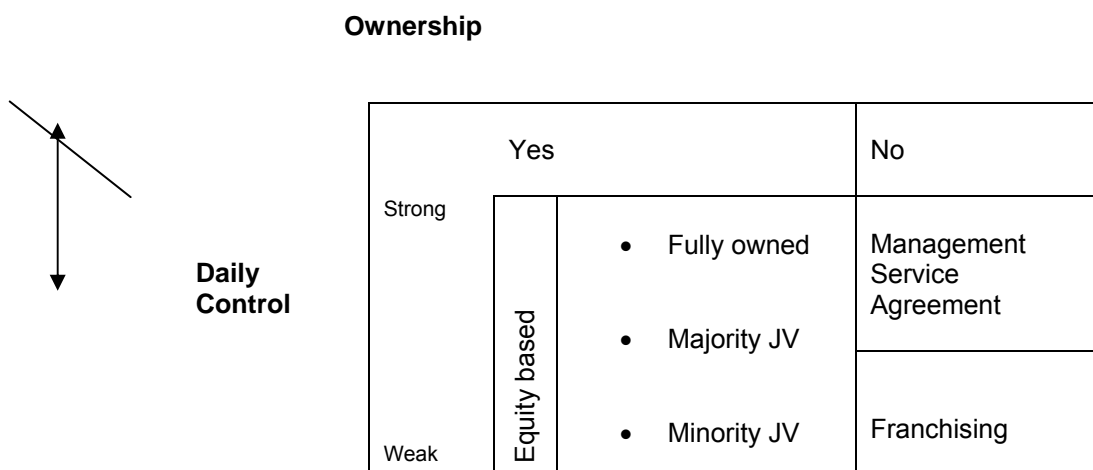 Ownership
Yes
No
Strong
Daily
Control
Equity based
• Fully owned
• Majority JV
• Minority JV
Management
Service
Agreement
Franchising
Weak